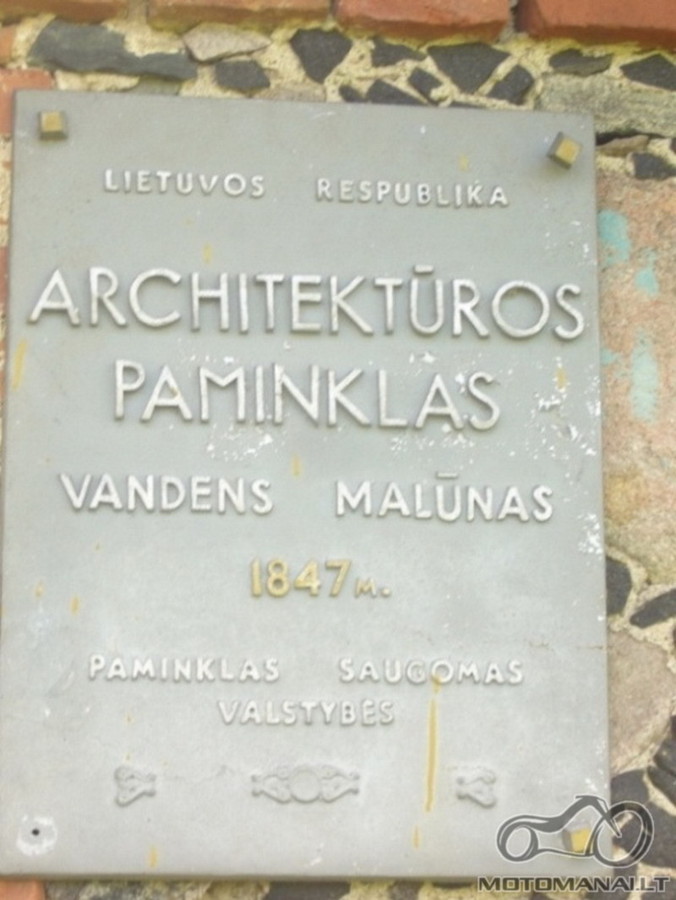 LIETUVOS RESPUBLIKA
ARCHITEKTŪROS
PAMINKLAS
VANDENS MALŪNAS
1847 M.
PAMINKLAS SAUGOMAS
VALSTYBĖS
MOTOMANAI.LT